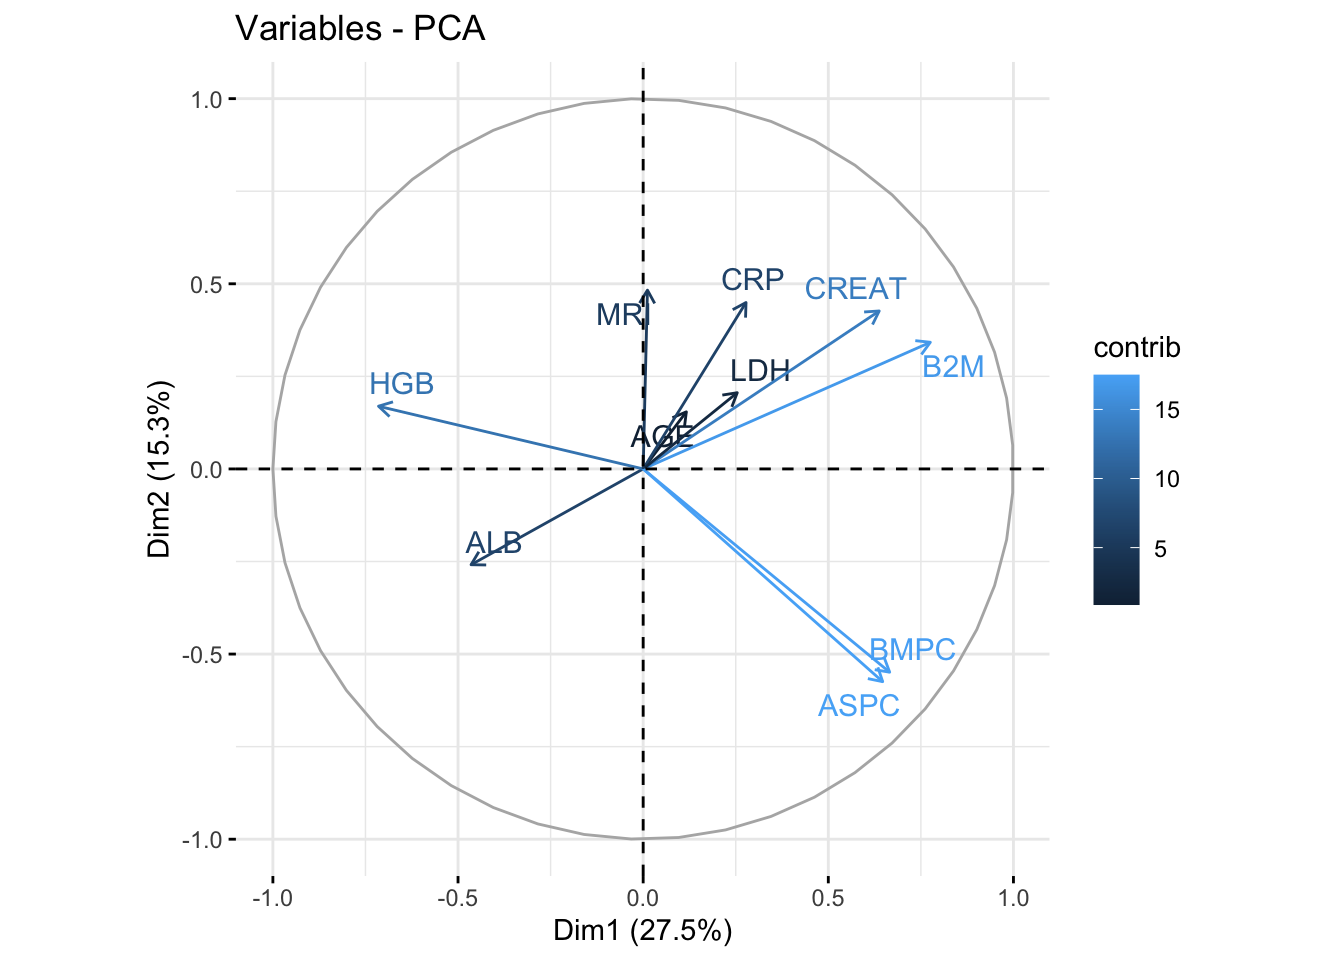 Variables - PCA
1.0
0.5
0.0
-0.5
-1.0
Dim2 (15.3%)
CRP
CREAT
MRI
B2M
LDH
HGB
AGE
ALB
BMPC
ASPC
-1.0
-0.5
0.0
0.5
1.0
Dim1 (27.5%)
contrib
15
10
5